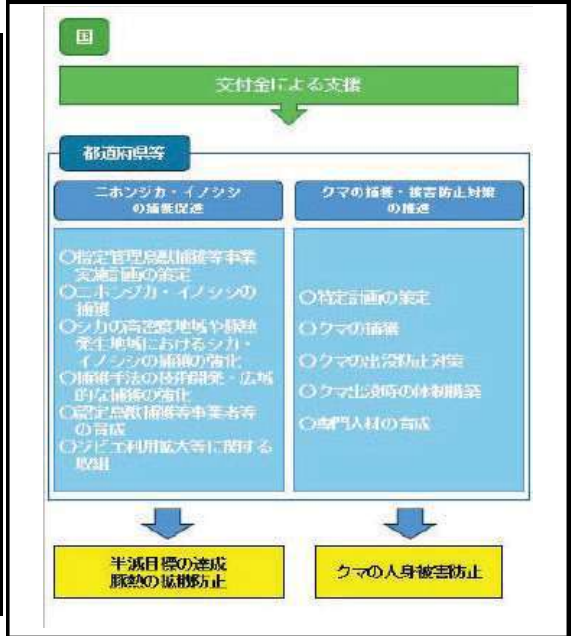 国
交付金による支援
都道府県等
ニホンジカ・イノシシ
の捕獲促進
〇指定管理鳥獣捕獲等事業
実施計画の策定
〇ニホンジカ・イノシシの
捕獲
〇シカの高密度地域や豚熱
発生地域におけるシカ・
イノシシの捕獲の強化
〇捕獲手法の技術開発・広域
的な捕獲の強化
〇認定鳥獣捕獲等事業者等
の育成
〇ジビエ利用拡大等に関する
取組
クマの捕獲・被害防止対策
の推進
〇特定計画の策定
〇クマの捕獲
〇クマの出没防止対策
〇クマ出没時の体制構築
〇専門人材の育成
半減目標の達成
豚熱の拡散防止
クマの人身被害防止